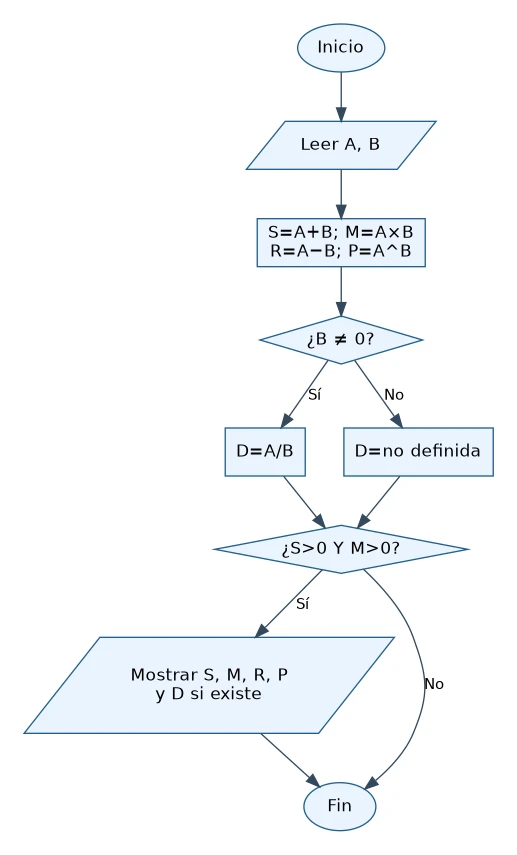 Inicio
Leer A, B
S=A+B; M=A×B
R=A−B; P=A^B
¿B ≠ 0?
Sí
No
D=A/B
D=no definida
¿S>0 Y M>0?
Sí
Mostrar S, M, R, P
y D si existe
No
Fin